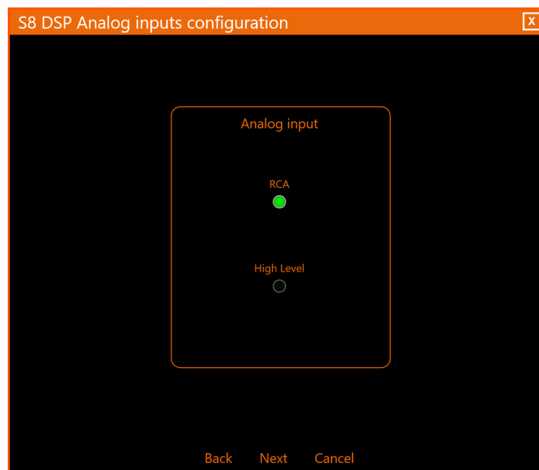 S8 DSP Analog inputs configuration X
Analog input
RCA
High Level
Back Next Cancel